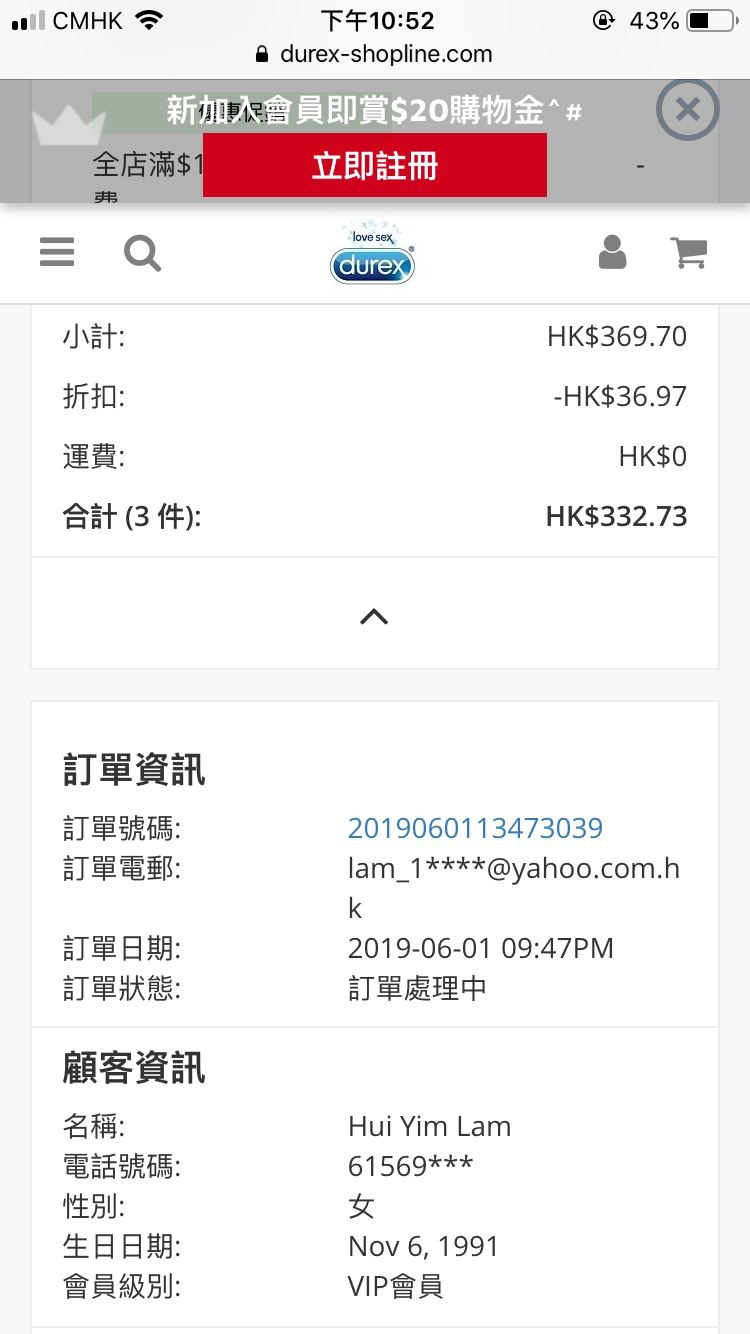 CMHK 下午10:52 43%
durex-shopline.com
新加入會員即賞$20購物金^#
立即註冊
全店滿$1 -
費
love sex
durex®
小計: HK$369.70
折扣: -HK$36.97
運費: HK$0
合計 (3 件): HK$332.73
訂單資訊
訂單號碼: 2019060113473039
訂單電郵: lam_1****@yahoo.com.h
k
訂單日期: 2019-06-01 09:47PM
訂單狀態: 訂單處理中
顧客資訊
名稱: Hui Yim Lam
電話號碼: 61569***
性別: 女
生日日期: Nov 6, 1991
會員級別: VIP會員